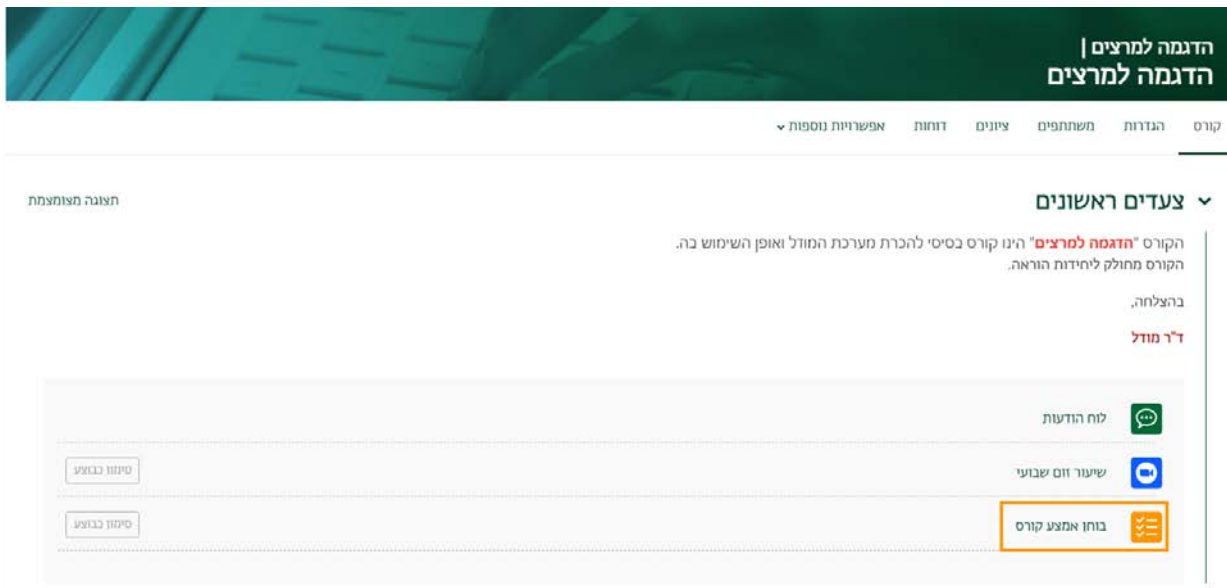 הדגמה למרצים |
הדגמה למרצים
קורס הגדרות משתתפים ציונים דוחות אפשרויות נוספות
צעדים ראשונים
תצוגה מצומצמת
הקורס "הדגמה למרצים" הינו קורס בסיסי להכרת מערכת המודל ואופן השימוש בה.
הקורס מחולק ליחידות הוראה.
בהצלחה,
ד"ר מודל
לוח הודעות
שיעור זום שבועי
סימון כבוצע
בוחן אמצע קורס
סימון כבוצע